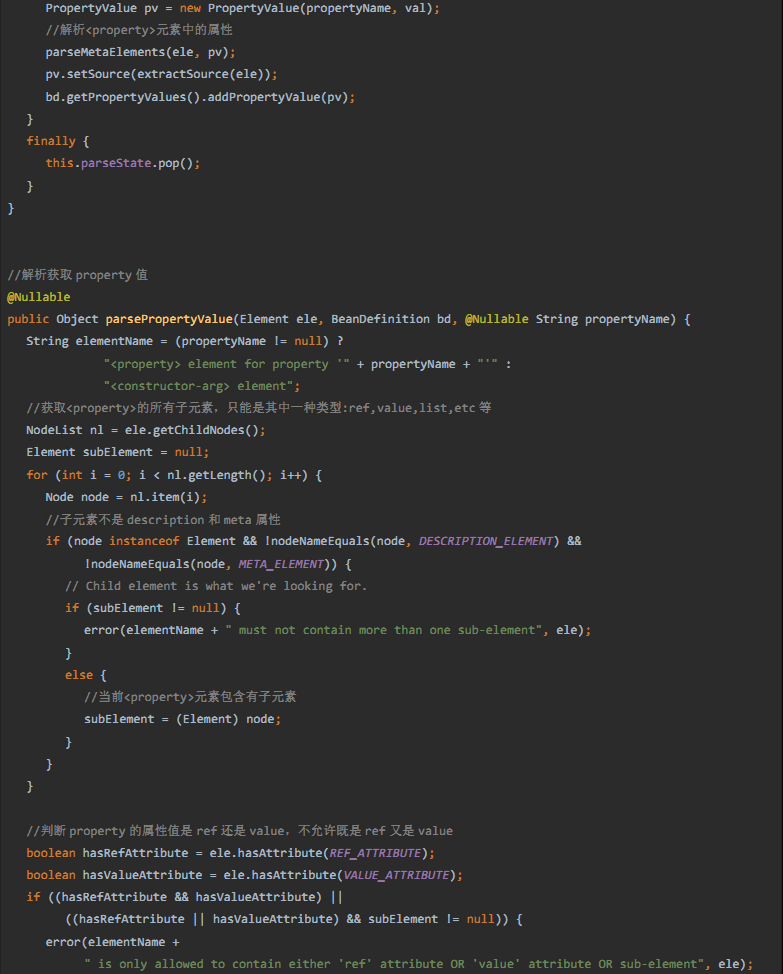 PropertyValue pv = new PropertyValue(propertyName, val);
//解析<property>元素中的属性
parseMetaElements(ele, pv);
pv.setSource(extractSource(ele));
bd.getPropertyValues().addPropertyValue(pv);
}
finally {
this.parseState.pop();
}
}
//解析获取 property 值
@Nullable
public Object parsePropertyValue(Element ele, BeanDefinition bd, @Nullable String propertyName) {
String elementName = (propertyName != null) ?
"<property> element for property '" + propertyName + "'" :
"<constructor-arg> element";
//获取<property>的所有子元素，只能是其中一种类型:ref,value,list,etc 等
NodeList nl = ele.getChildNodes();
Element subElement = null;
for (int i = 0; i < nl.getLength(); i++) {
Node node = nl.item(i);
//子元素不是 description 和 meta 属性
if (node instanceof Element && !nodeNameEquals(node, DESCRIPTION_ELEMENT) &&
!nodeNameEquals(node, META_ELEMENT)) {
// Child element is what we're looking for.
if (subElement != null) {
error(elementName + " must not contain more than one sub-element", ele);
}
else {
//当前<property>元素包含有子元素
subElement = (Element) node;
}
}
}
//判断 property 的属性值是 ref 还是 value，不允许既是 ref 又是 value
boolean hasRefAttribute = ele.hasAttribute(REF_ATTRIBUTE);
boolean hasValueAttribute = ele.hasAttribute(VALUE_ATTRIBUTE);
if ((hasRefAttribute && hasValueAttribute) ||
((hasRefAttribute || hasValueAttribute) && subElement != null)) {
error(elementName +
" is only allowed to contain either 'ref' attribute OR 'value' attribute OR sub-element", ele);